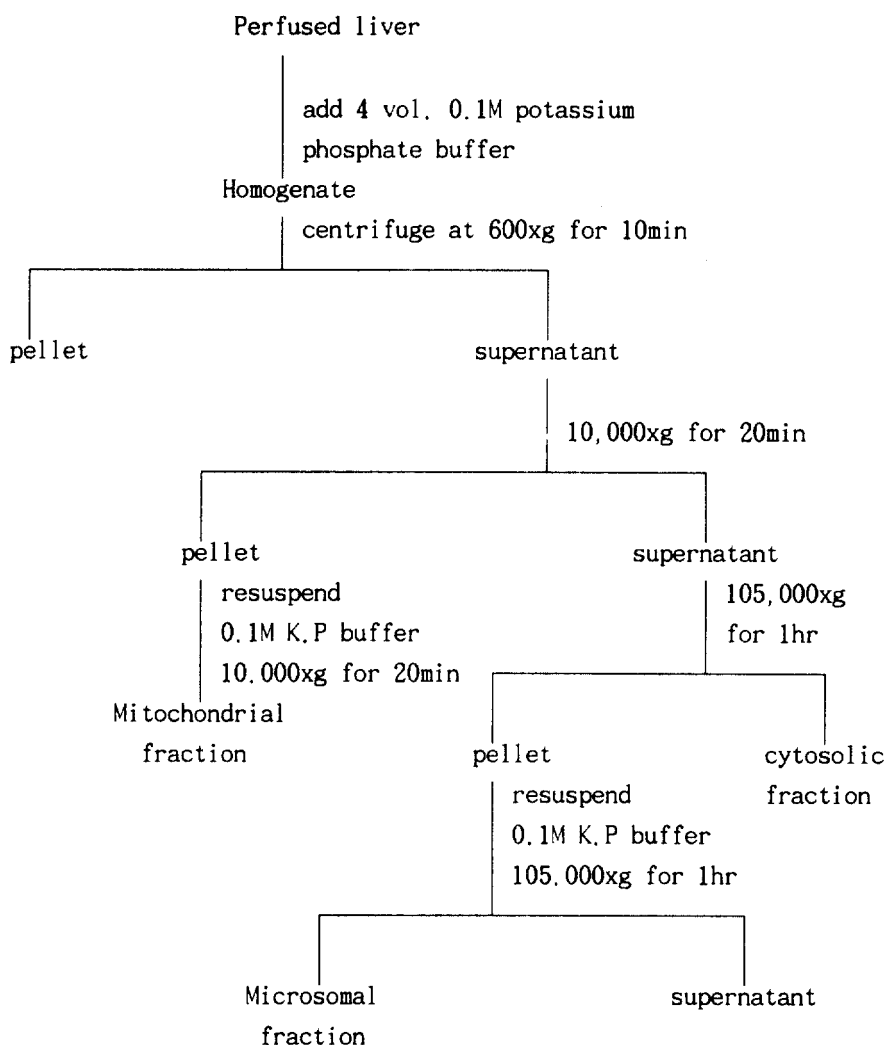 Perfused liver
add 4 vol. 0.1M potassium
phosphate buffer
Homogenate
centrifuge at 600xg for 10min
pellet
supernatant
10,000xg for 20min
pellet
supernatant
resuspend
0.1M K.P buffer
10.000xg for 20min
105,000xg
for 1hr
Mitochondrial
fraction
pellet
cytosolic
fraction
resuspend
0.1M K.P buffer
105.000xg for 1hr
Microsomal
fraction
supernatant